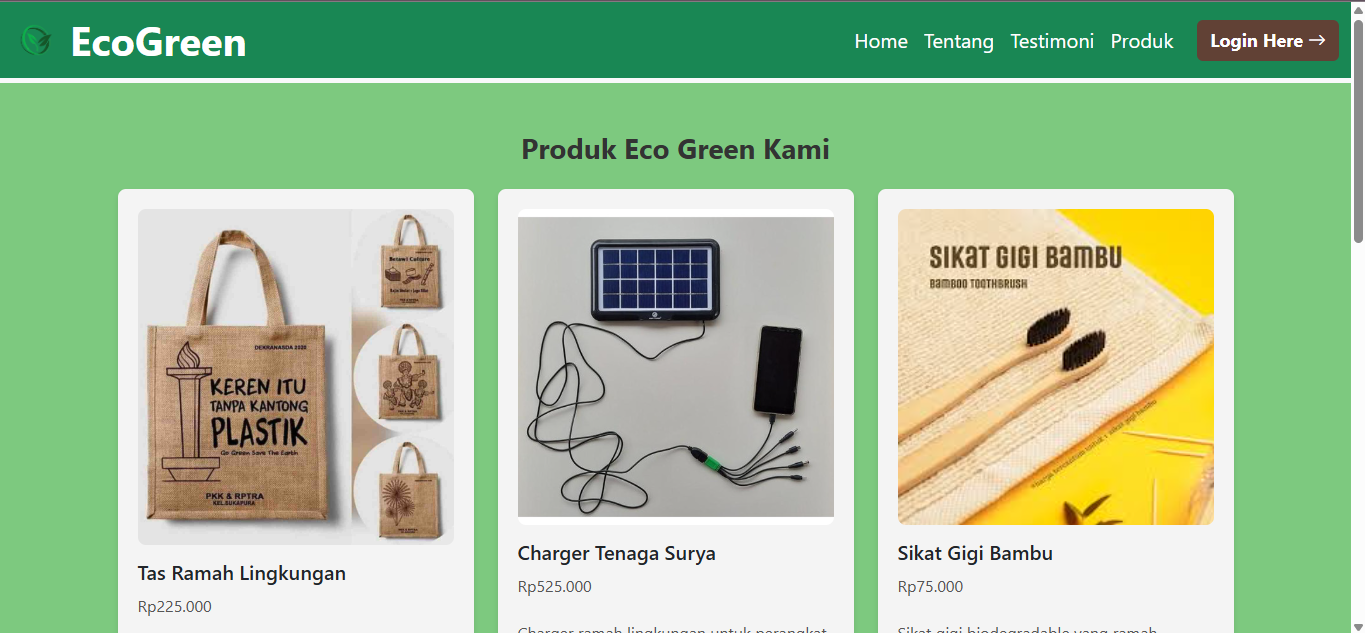 EcoGreen
Home
Tentang
Testimoni
Produk
Login Here →
Produk Eco Green Kami
DEKRANASDA 2020
KEREN ITU
TANPA KANTONG
PLASTIK
Go Green Save The Earth
PKK & RPTRA
KEL.SUKAPURA
Betawi Culture
Tas Ramah Lingkungan
Rp225.000
Charger Tenaga Surya
Rp525.000
Charger ramah lingkungan untuk perangkat
SIKAT GIGI BAMBU
BAMBOO TOOTHBRUSH
Sikat Gigi Bambu
Rp75.000
Sikat gigi biodegradable yang ramah